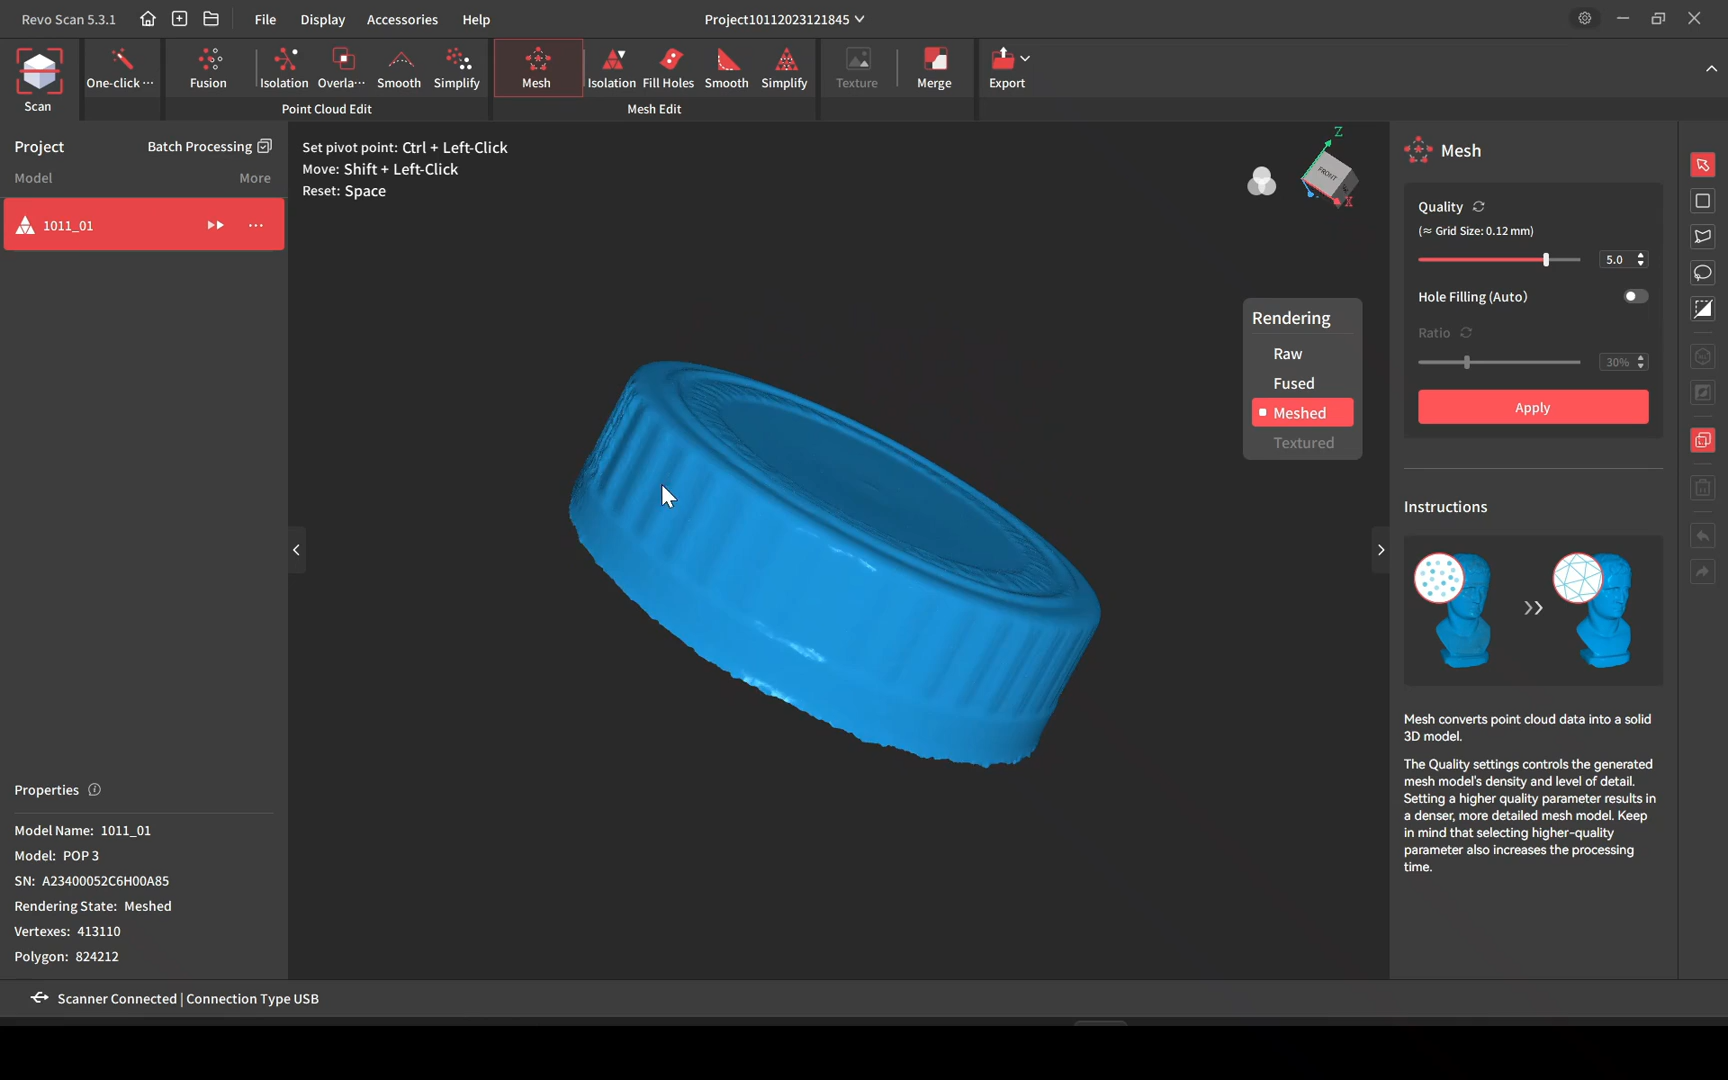 Revo Scan 5.3.1
File
Display
Accessories
Help
Project10112023121845
Scan
One-click ···
Fusion
Isolation
Overla···
Smooth
Simplify
Point Cloud Edit
Mesh
Isolation
Fill Holes
Smooth
Simplify
Mesh Edit
Texture
Merge
Export
Project
Batch Processing
Model
More
1011_01
Set pivot point: Ctrl + Left-Click
Move: Shift + Left-Click
Reset: Space
Z
FRONT
X
Rendering
Raw
Fused
Meshed
Textured
Mesh
Quality
(≈ Grid Size: 0.12 mm)
5.0
Hole Filling (Auto)
Ratio
30%
Apply
Instructions
Mesh converts point cloud data into a solid
3D model.
The Quality settings controls the generated
mesh model's density and level of detail.
Setting a higher quality parameter results in
a denser, more detailed mesh model. Keep
in mind that selecting higher-quality
parameter also increases the processing
time.
Properties
Model Name: 1011_01
Model: POP 3
SN: A23400052C6H00A85
Rendering State: Meshed
Vertexes: 413110
Polygon: 824212
Scanner Connected | Connection Type USB